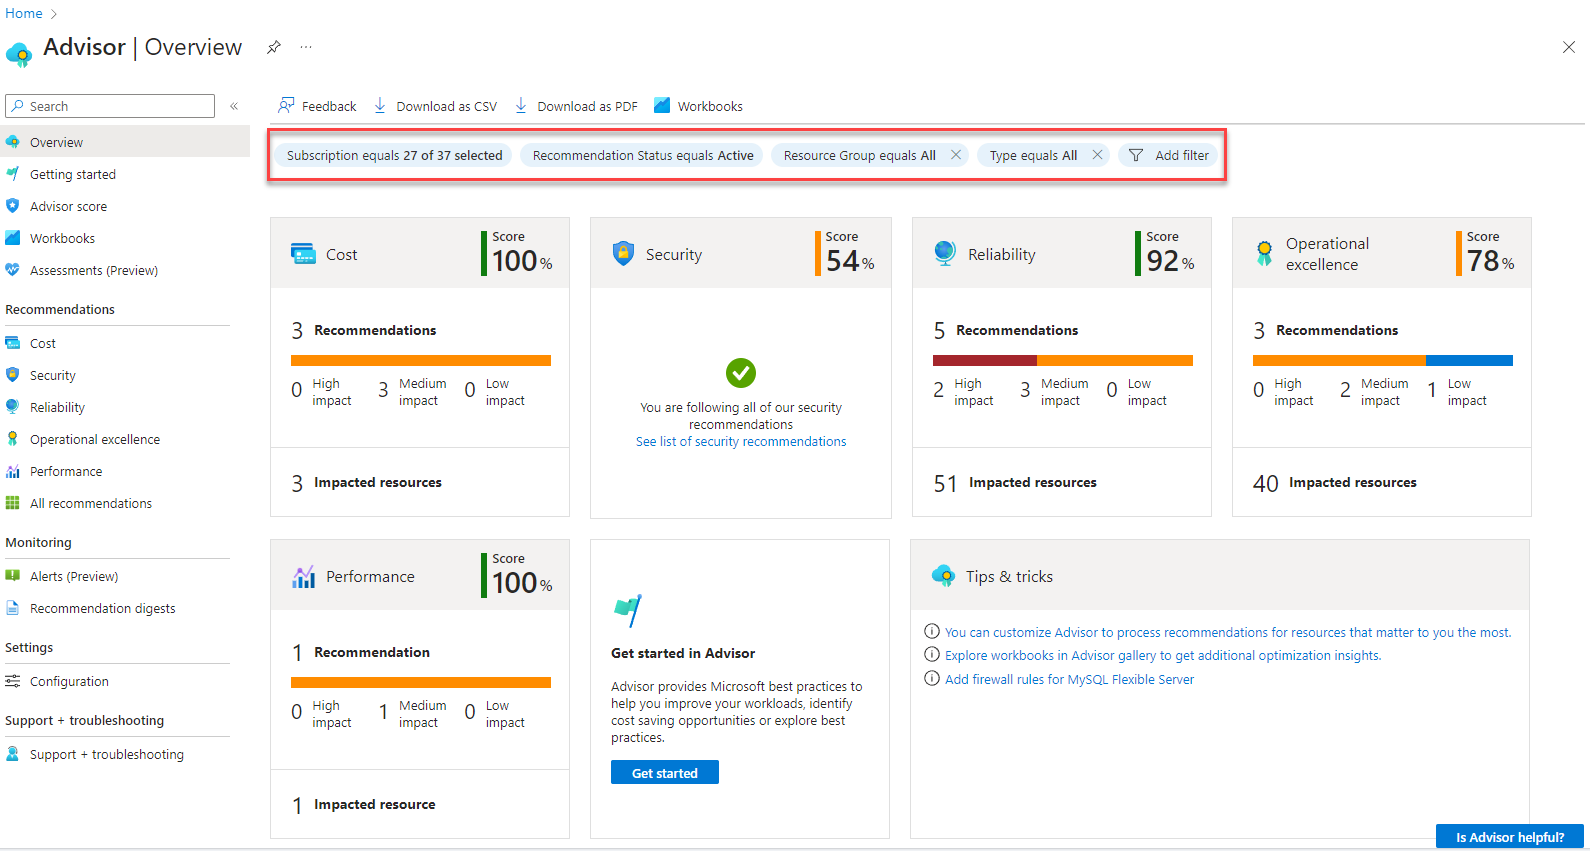 Home
Advisor | Overview
Search
Feedback
Download as CSV
Download as PDF
Workbooks
Overview
Getting started
Advisor score
Workbooks
Assessments (Preview)
Recommendations
Cost
Security
Reliability
Operational excellence
Performance
All recommendations
Monitoring
Alerts (Preview)
Recommendation digests
Settings
Configuration
Support + troubleshooting
Support + troubleshooting
Subscription equals 27 of 37 selected
Recommendation Status equals Active
Resource Group equals All
Type equals All
Add filter
Cost
Score
100 %
3 Recommendations
0 High impact
3 Medium impact
0 Low impact
3 Impacted resources
Security
Score
54 %
You are following all of our security
recommendations
See list of security recommendations
Reliability
Score
92 %
5 Recommendations
2 High impact
3 Medium impact
0 Low impact
51 Impacted resources
Operational
excellence
Score
78 %
3 Recommendations
0 High impact
2 Medium impact
1 Low impact
40 Impacted resources
Performance
Score
100 %
1 Recommendation
0 High impact
1 Medium impact
0 Low impact
1 Impacted resource
Get started in Advisor
Advisor provides Microsoft best practices to
help you improve your workloads, identify
cost saving opportunities or explore best
practices.
Get started
Tips & tricks
You can customize Advisor to process recommendations for resources that matter to you the most.
Explore workbooks in Advisor gallery to get additional optimization insights.
Add firewall rules for MySQL Flexible Server
Is Advisor helpful?